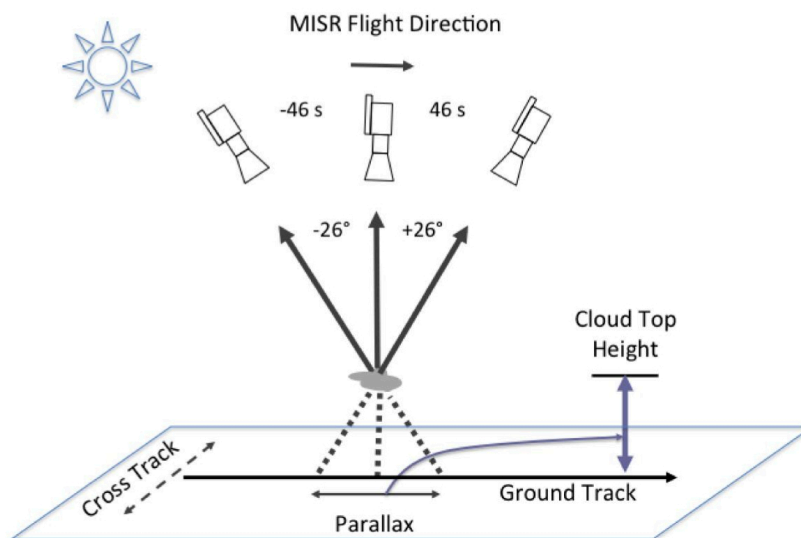 MISR Flight Direction
-46 s
46 s
-26°
+26°
Cloud Top
Height
Cross Track
Ground Track
Parallax